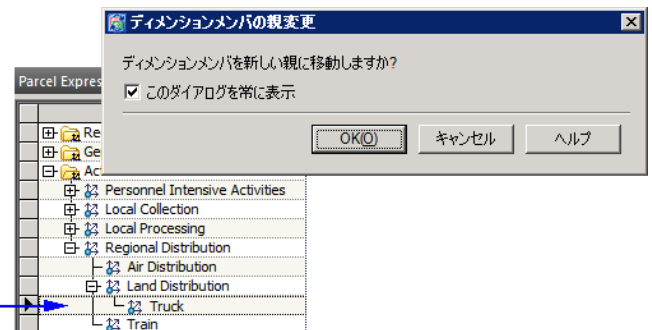 ディメンションメンバの親変更
ディメンションメンバを新しい親に移動しますか?
このダイアログを常に表示
OK(O) キャンセル ヘルプ
Parcel Expres
Re
Ge
Ac
Personnel Intensive Activities
Local Collection
Local Processing
Regional Distribution
Air Distribution
Land Distribution
Truck
Train